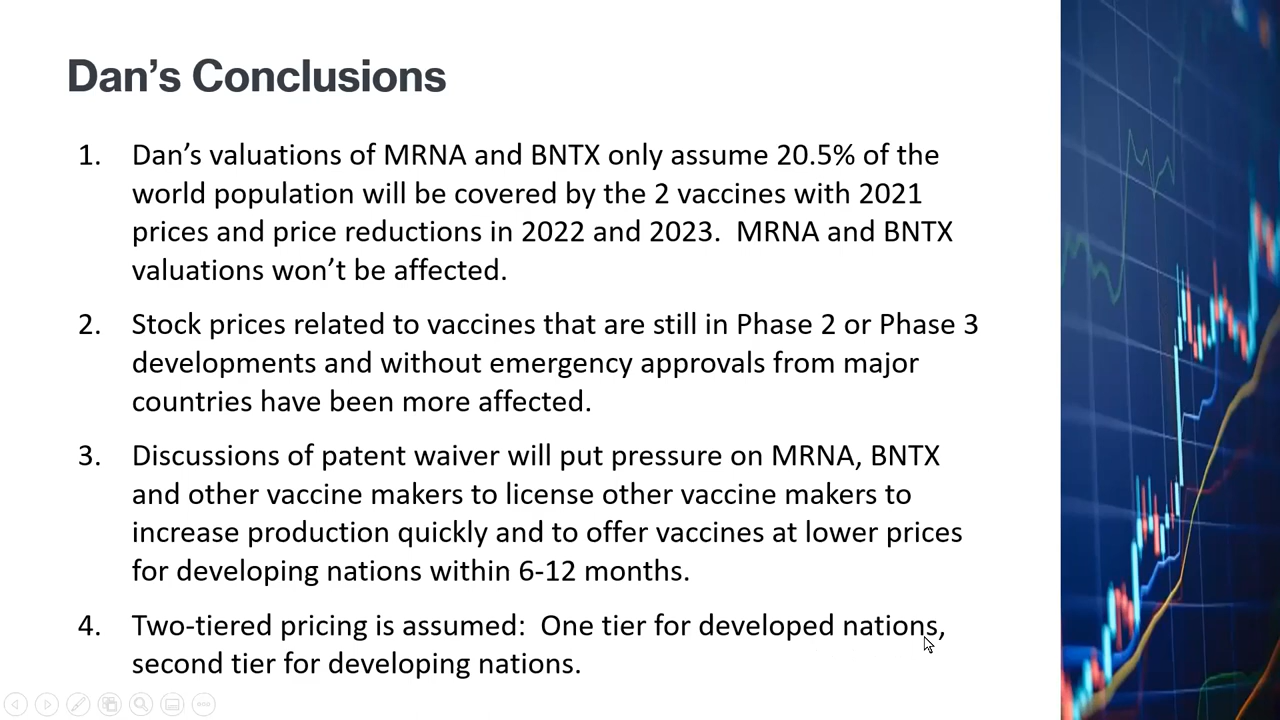 Dan’s Conclusions
1. Dan’s valuations of MRNA and BNTX only assume 20.5% of the
world population will be covered by the 2 vaccines with 2021
prices and price reductions in 2022 and 2023.  MRNA and BNTX
valuations won’t be affected.
2. Stock prices related to vaccines that are still in Phase 2 or Phase 3
developments and without emergency approvals from major
countries have been more affected.
3. Discussions of patent waiver will put pressure on MRNA, BNTX
and other vaccine makers to license other vaccine makers to
increase production quickly and to offer vaccines at lower prices
for developing nations within 6-12 months.
4. Two-tiered pricing is assumed:  One tier for developed nations,
second tier for developing nations.